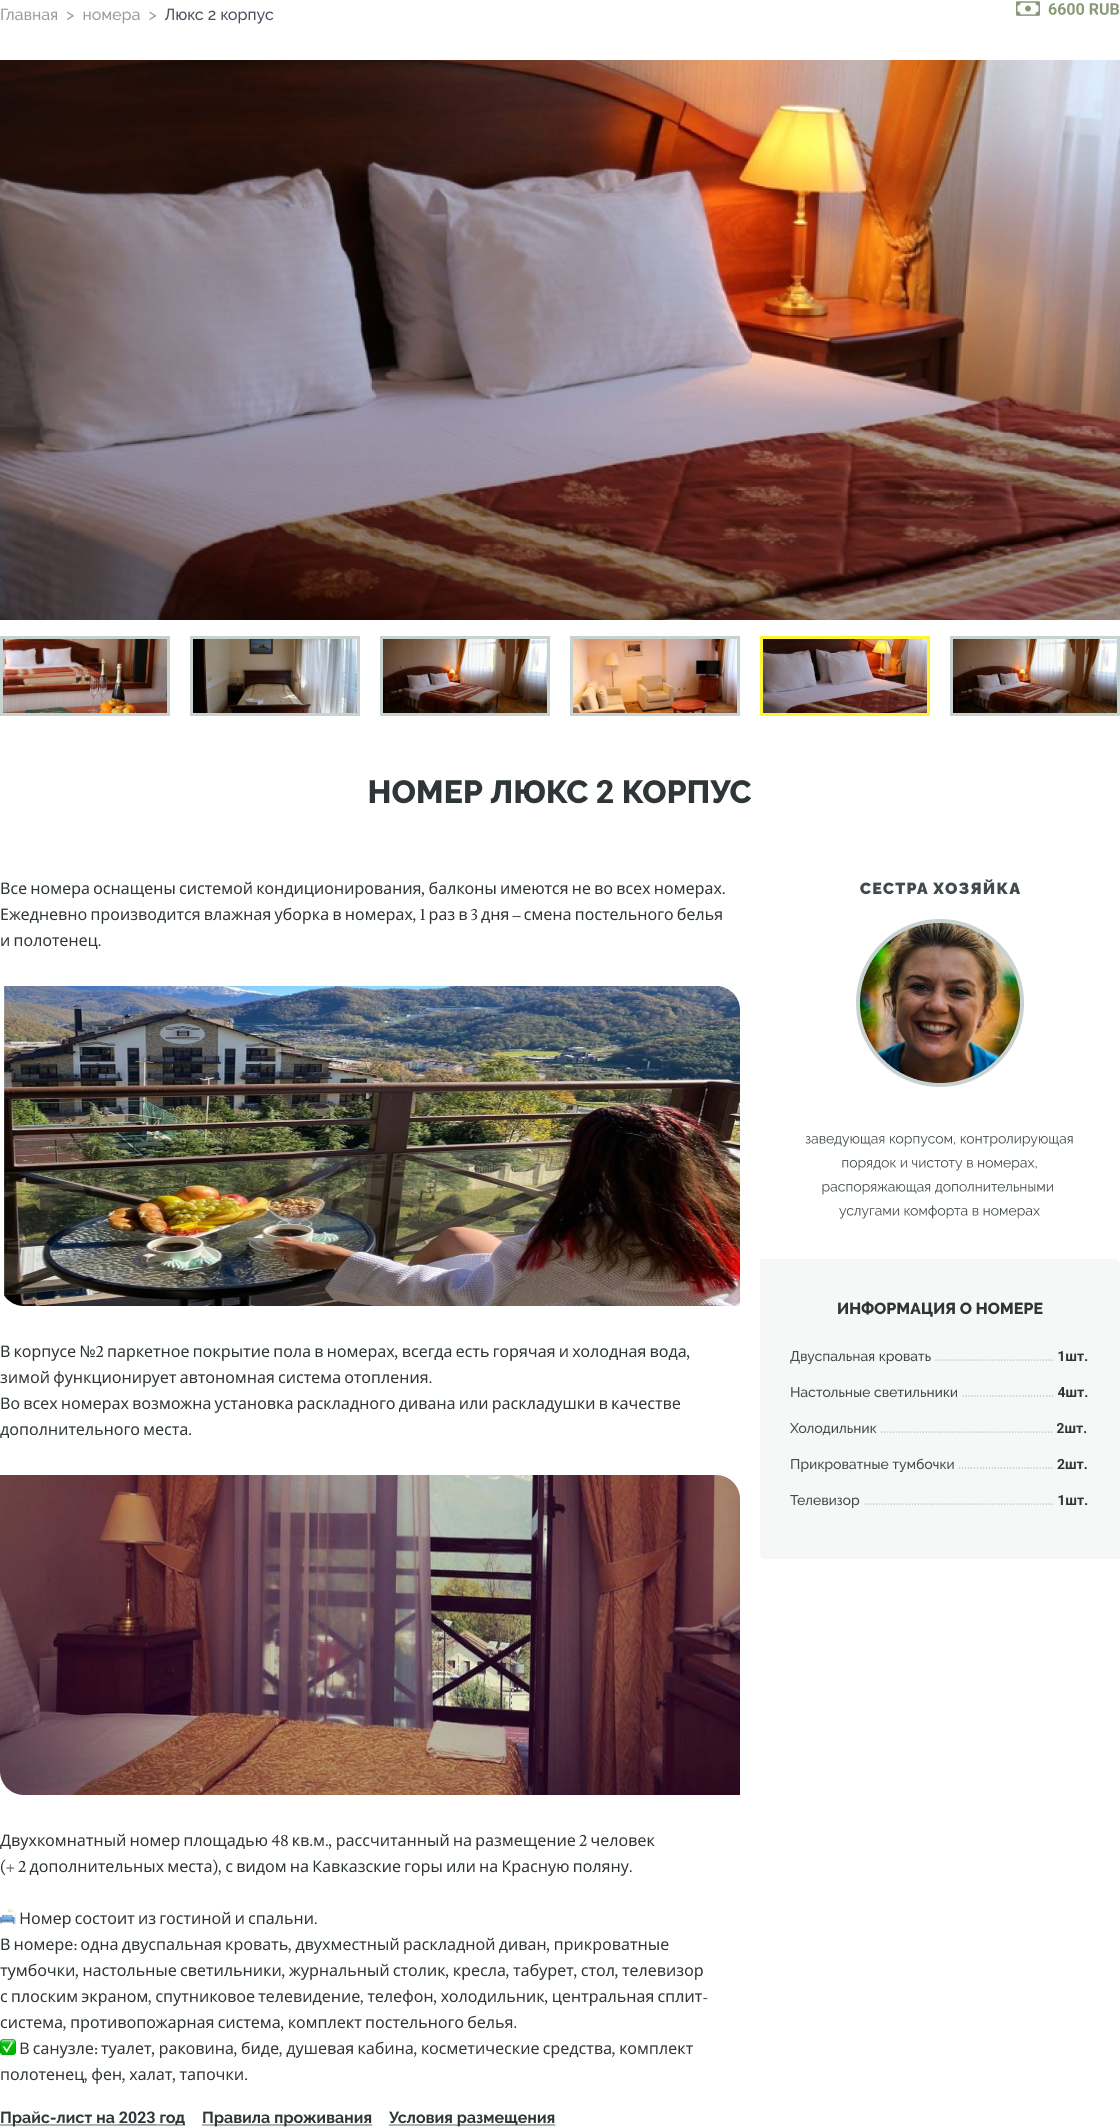 Главная > номера > Люкс 2 корпус
6600 RUB
НОМЕР ЛЮКС 2 КОРПУС
Все номера оснащены системой кондиционирования, балконы имеются не во всех номерах.
Ежедневно производится влажная уборка в номерах, 1 раз в 3 дня – смена постельного белья
и полотенец.
В корпусе №2 паркетное покрытие пола в номерах, всегда есть горячая и холодная вода,
зимой функционирует автономная система отопления.
Во всех номерах возможна установка раскладного дивана или раскладушки в качестве
дополнительного места.
Двухкомнатный номер площадью 48 кв.м., рассчитанный на размещение 2 человек
(+ 2 дополнительных места), с видом на Кавказские горы или на Красную поляну.
Номер состоит из гостиной и спальни.
В номере: одна двуспальная кровать, двухместный раскладной диван, прикроватные
тумбочки, настольные светильники, журнальный столик, кресла, табурет, стол, телевизор
с плоским экраном, спутниковое телевидение, телефон, холодильник, центральная сплит-
система, противопожарная система, комплект постельного белья.
✅ В санузле: туалет, раковина, биде, душевая кабина, косметические средства, комплект
полотенец, фен, халат, тапочки.
Прайс-лист на 2023 год Правила проживания Условия размещения
СЕСТРА ХОЗЯЙКА
заведующая корпусом, контролирующая
порядок и чистоту в номерах,
распоряжающая дополнительными
услугами комфорта в номерах
ИНФОРМАЦИЯ О НОМЕРЕ
Двуспальная кровать 1шт.
Настольные светильники 4шт.
Холодильник 2шт.
Прикроватные тумбочки 2шт.
Телевизор 1шт.